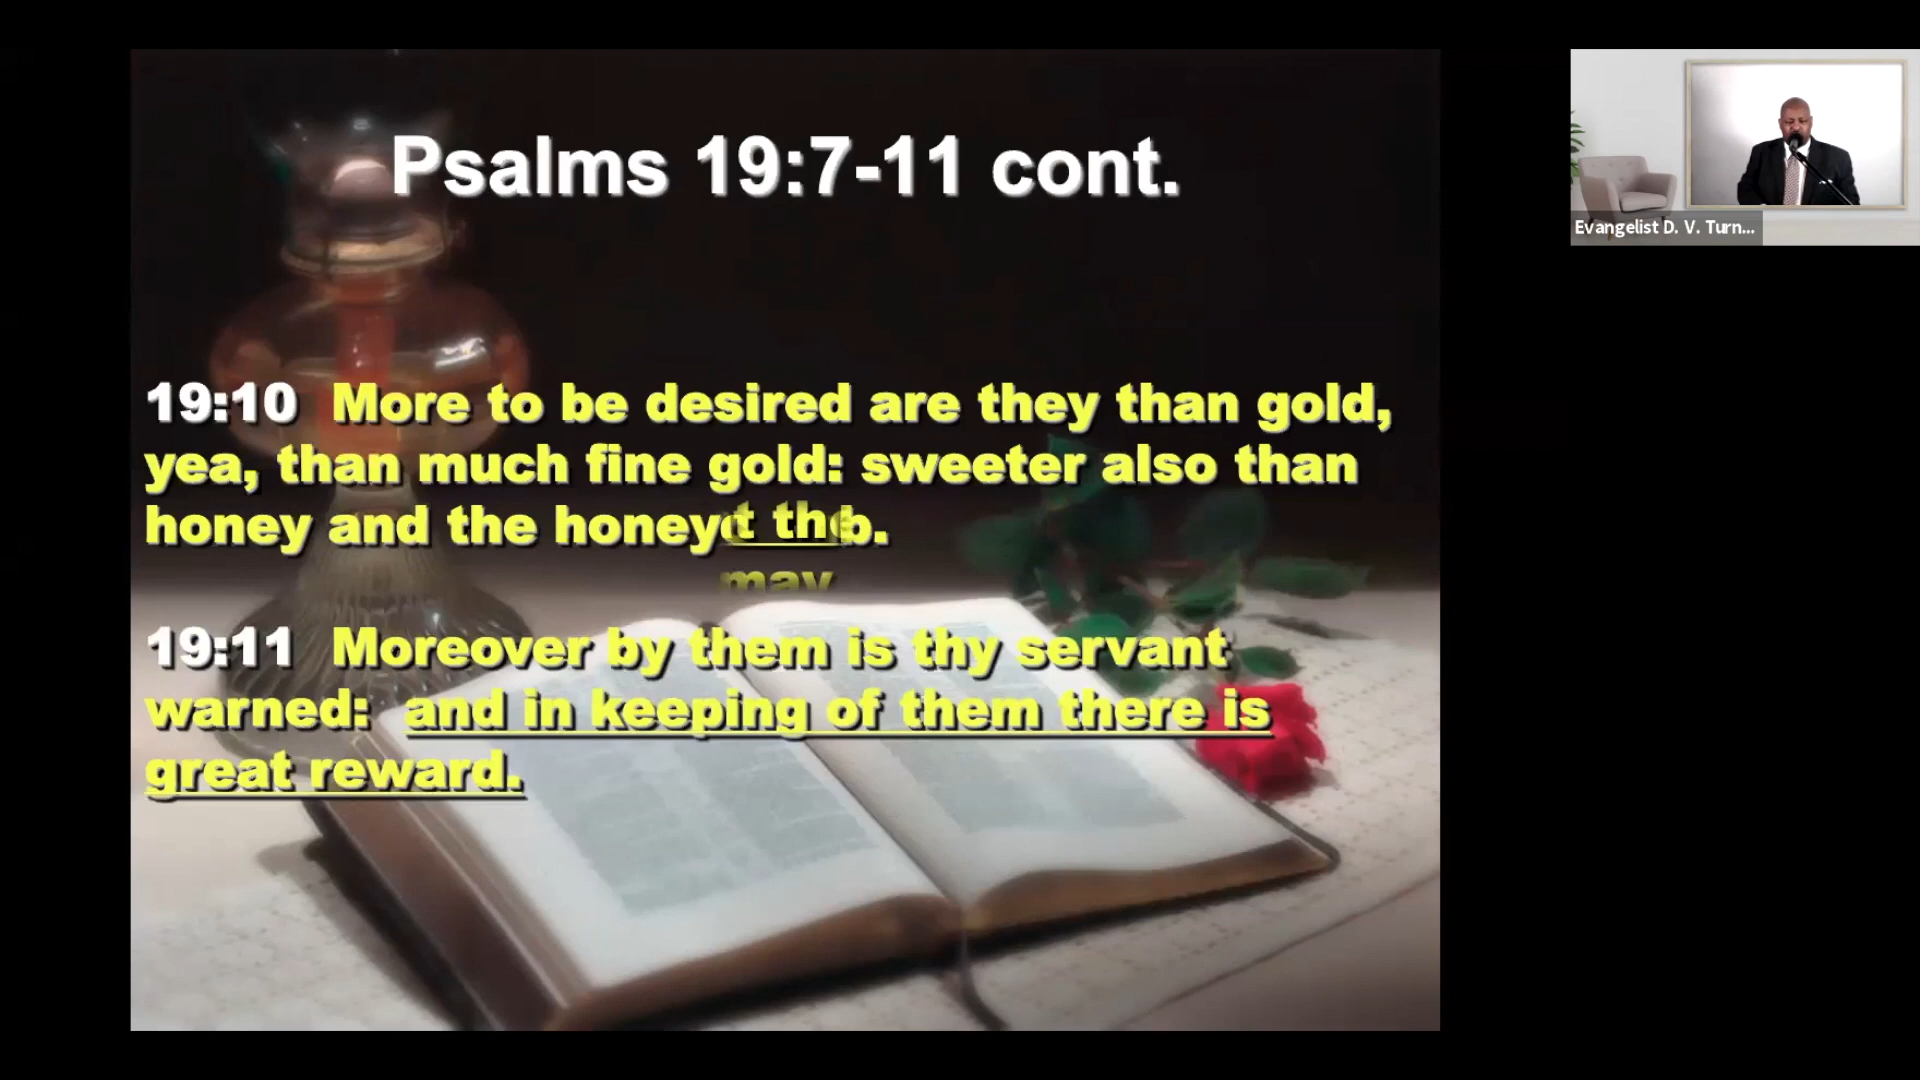 Psalms 19:7-11 cont.
Evangelist D. V. Turn...
19:10 More to be desired are they than gold,
yea, than much fine gold: sweeter also than
honey and the
t the
may
19:11 Moreover by them is thy servant
warned: and in keeping of them there is
great reward.